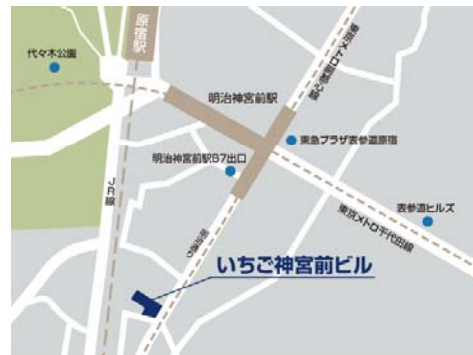 原宿駅
代々木公園
東京メトロ副都心線
明治神宮前駅
東急プラザ表参道原宿
明治神宮前駅B7出口
JR線
表参道ヒルズ
東京メトロ千代田線
明治通り
いちご神宮前ビル